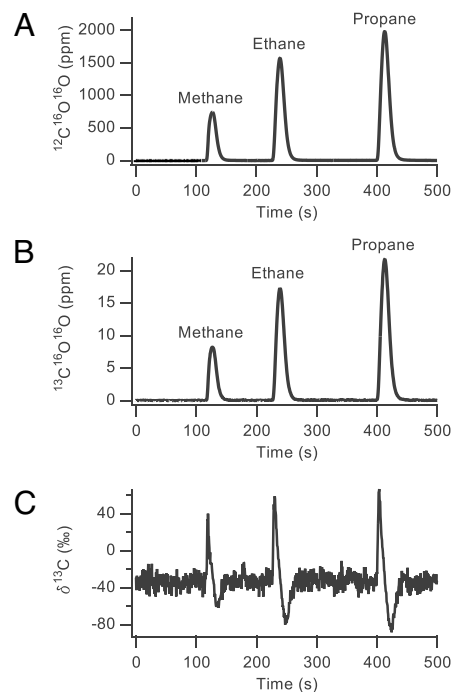 A
Propane
Ethane
Methane
¹²C¹⁶O¹⁶O (ppm)
2000
1500
1000
500
0
0 100 200 300 400 500
Time (s)
B
Propane
Ethane
Methane
¹³C¹⁶O¹⁶O (ppm)
20
15
10
5
0
0 100 200 300 400 500
Time (s)
C
δ¹³C (‰)
40
0
-40
-80
0 100 200 300 400 500
Time (s)